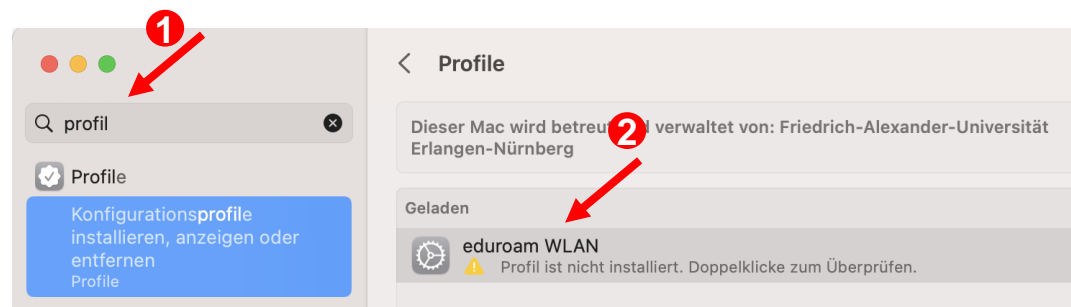 1
profil
Profile
Konfigurationsprofile
installieren, anzeigen oder
entfernen
Profile
Profile
Dieser Mac wird betreut 2 verwaltet von: Friedrich-Alexander-Universität
Erlangen-Nürnberg
Geladen
eduroam WLAN
Profil ist nicht installiert. Doppelklicke zum Überprüfen.